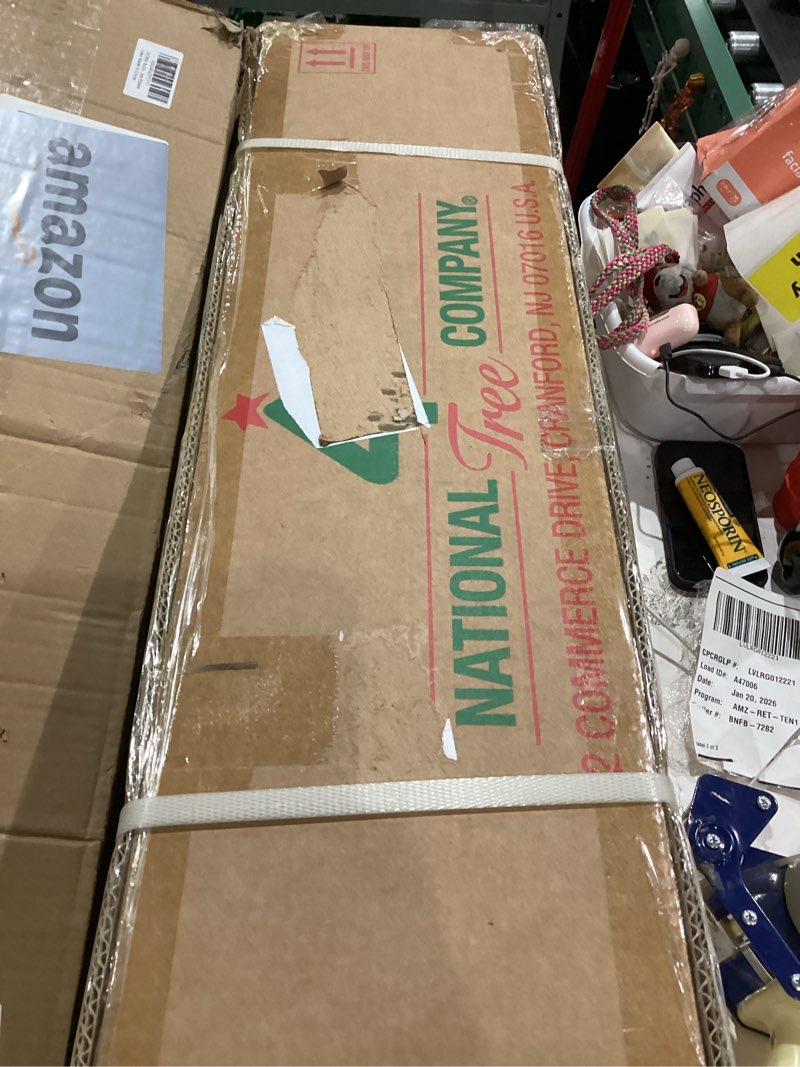 amazon
NATIONAL Tree COMPANY®
2 COMMERCE DRIVE, CRANFORD, NJ 07016 U.S.A.
NEOSPORIN
CPCRGLP #: LVLRG012221
Load ID#: A47006
Date: Jan 20, 2026
Program: AMZ-RET-TEN1
#: BNFB-7282